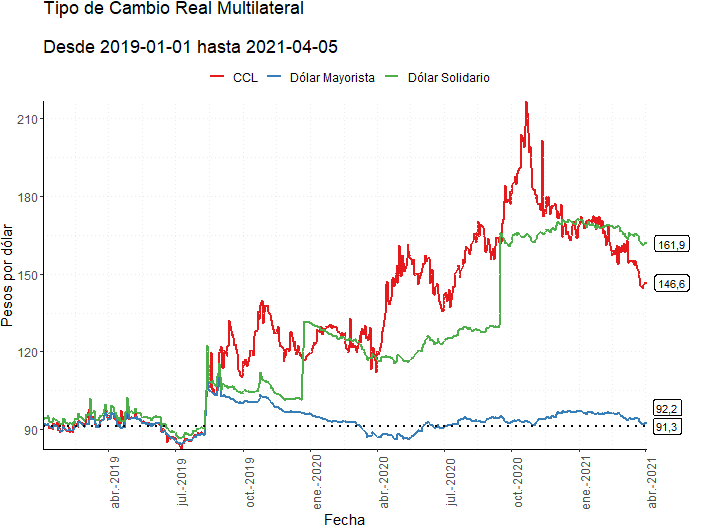 Tipo de Cambio Real Multilateral
Desde 2019-01-01 hasta 2021-04-05
CCL Dólar Mayorista Dólar Solidario
Pesos por dólar
210
180
150
120
90
161,9
146,6
92,2
91,3
abr.-2019 jul.-2019 oct.-2019 ene.-2020 abr.-2020 jul.-2020 oct.-2020 ene.-2021 abr.-2021
Fecha